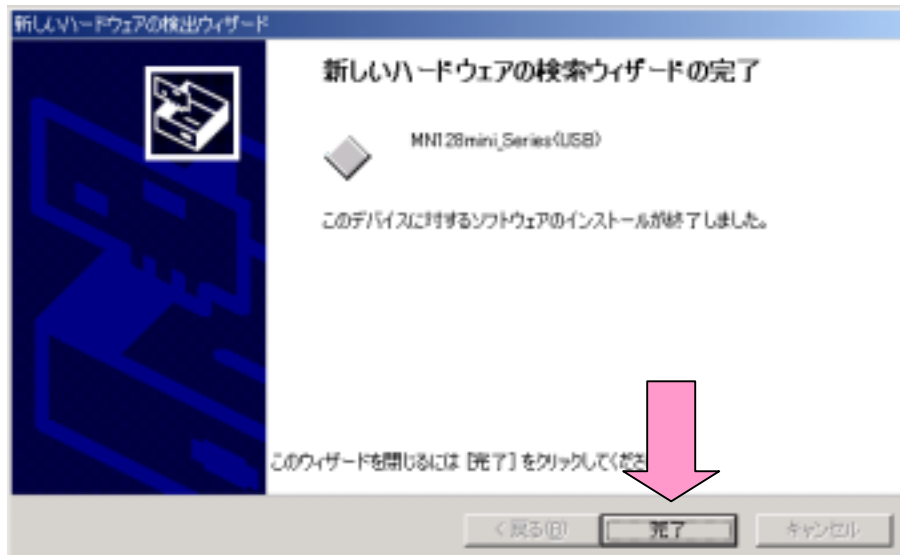 新しいハードウェアの検出ウィザード
新しいハードウェアの検索ウィザードの完了
MN128mini_Series(USB)
このデバイスに対するソフトウェアのインストールが終了しました。
このウィザードを閉じるには [完了] をクリックしてくださ
< 戻る(B)
完了
キャンセル